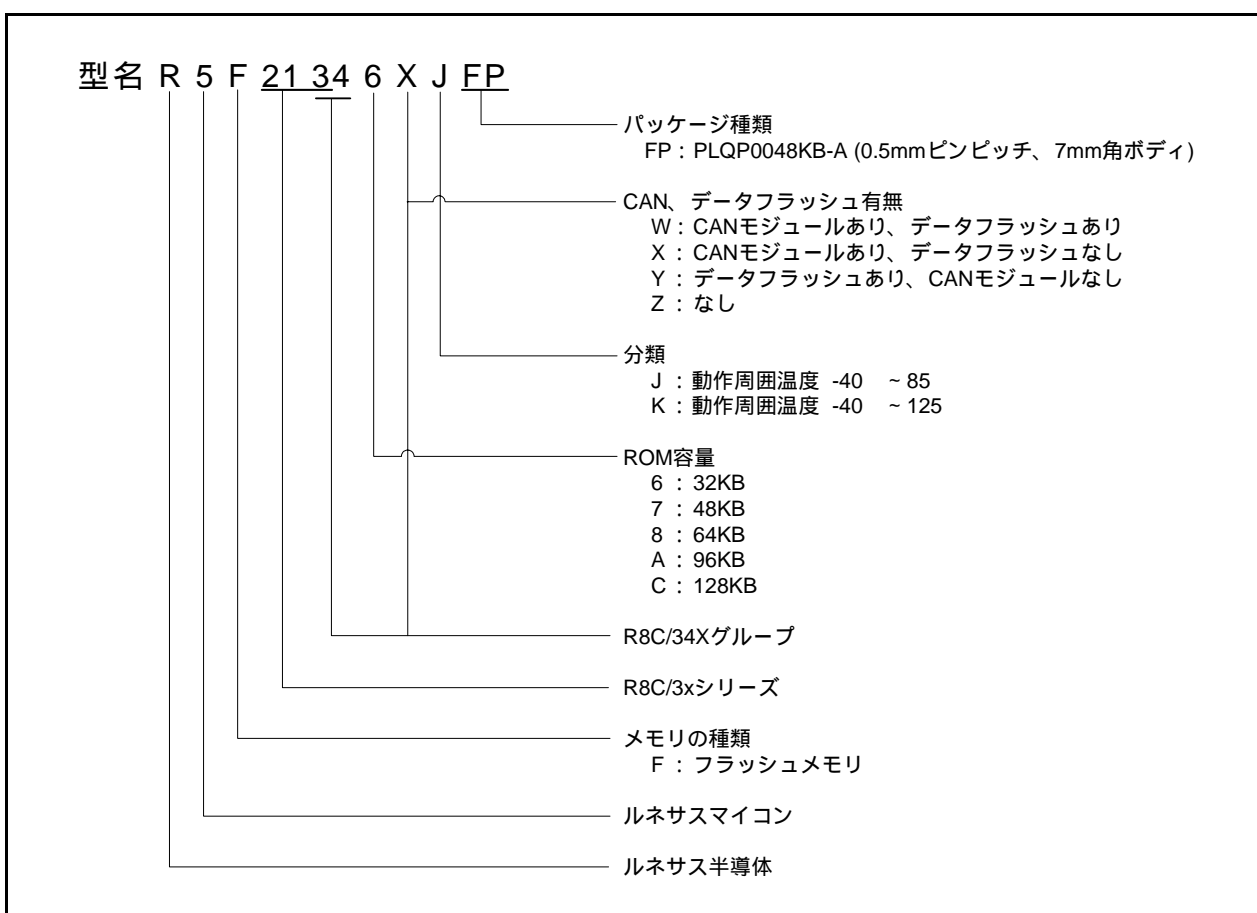 型名 R 5 F 21 34 6 X J FP
パッケージ種類
FP : PLQP0048KB-A (0.5mmピンピッチ、7mm角ボディ)
CAN、データフラッシュ有無
W : CANモジュールあり、データフラッシュあり
X : CANモジュールあり、データフラッシュなし
Y : データフラッシュあり、CANモジュールなし
Z : なし
分類
J : 動作周囲温度 -40 ~ 85
K : 動作周囲温度 -40 ~ 125
ROM容量
6 : 32KB
7 : 48KB
8 : 64KB
A : 96KB
C : 128KB
R8C/34Xグループ
R8C/3xシリーズ
メモリの種類
F : フラッシュメモリ
ルネサスマイコン
ルネサス半導体